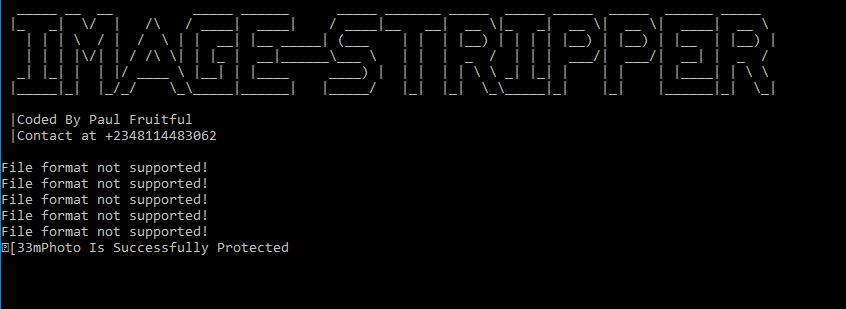 IMAGE-STRIPPER
|Coded By Paul Fruitful
|Contact at +2348114483062
File format not supported!
File format not supported!
File format not supported!
File format not supported!
File format not supported!
[33mPhoto Is Successfully Protected